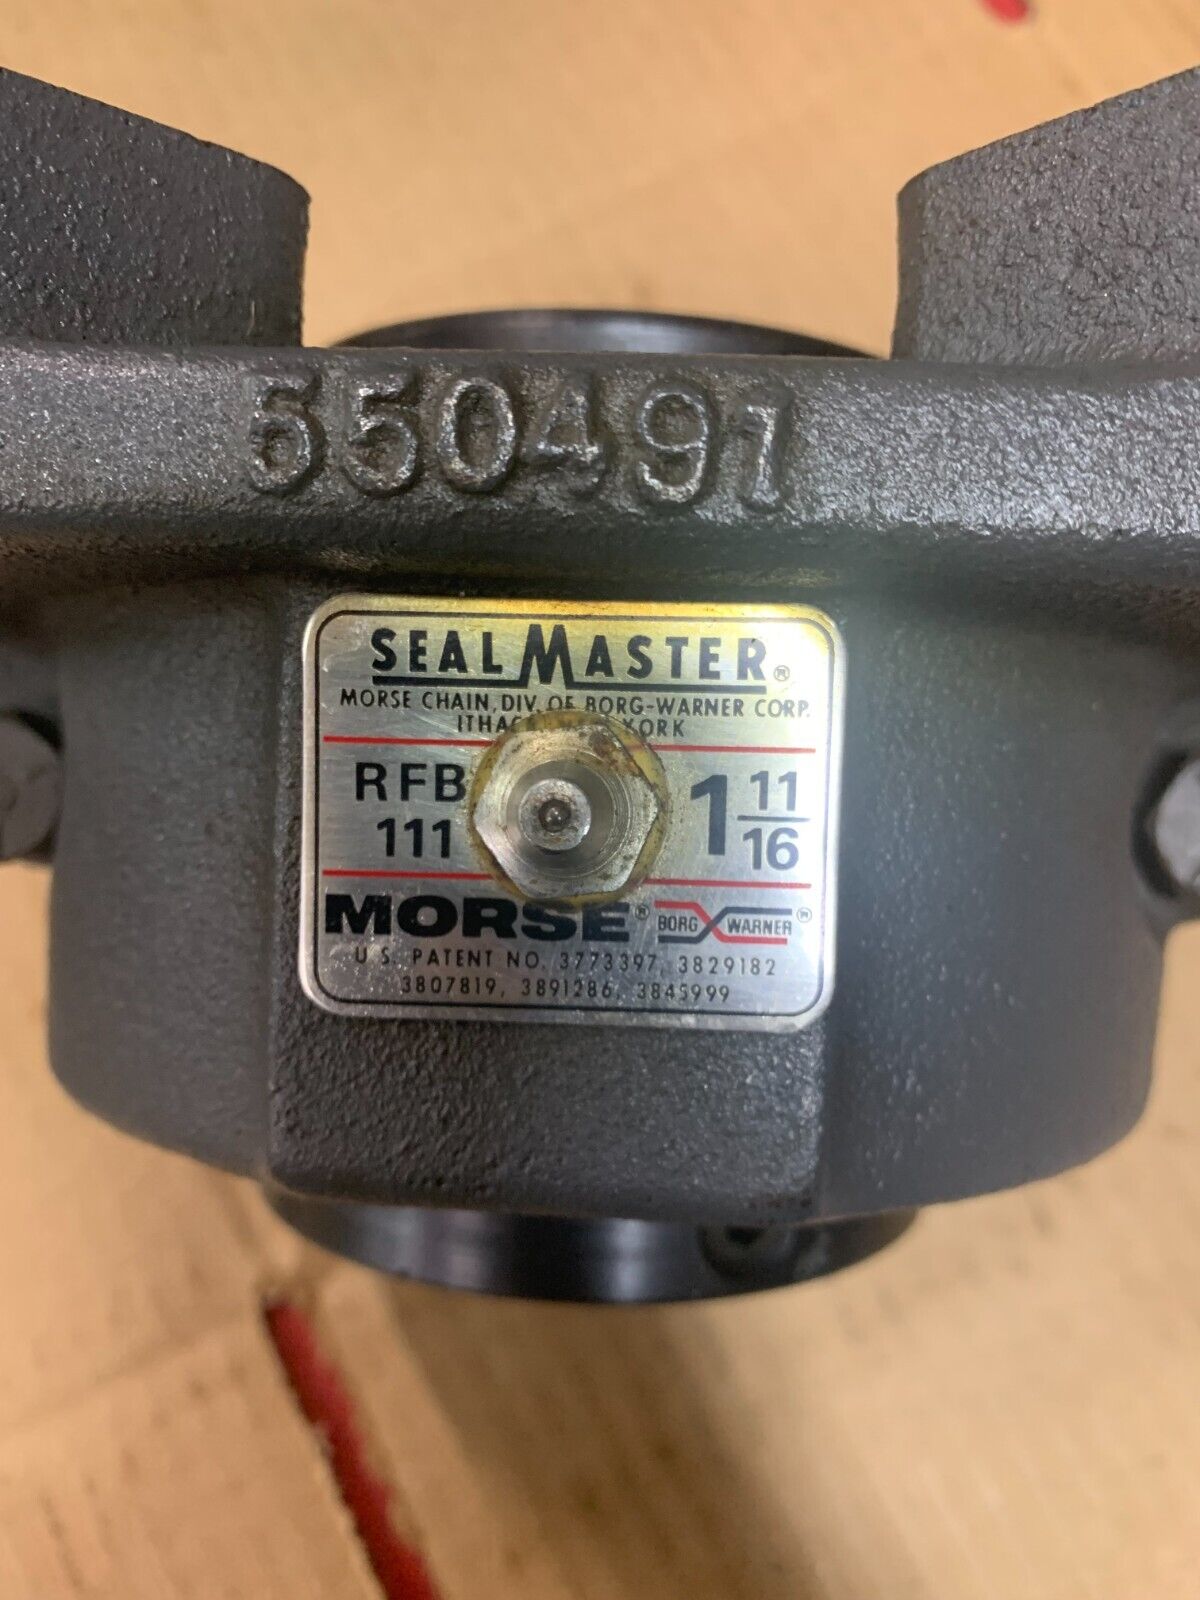 550491
SEALMASTER®
MORSE CHAIN, DIV. OF BORG-WARNER CORP.
YORK
RFB
111
1 11/16
MORSE® BORG WARNER®
U.S. PATENT NO. 3773397, 3829182
3807819, 3891286, 3845999